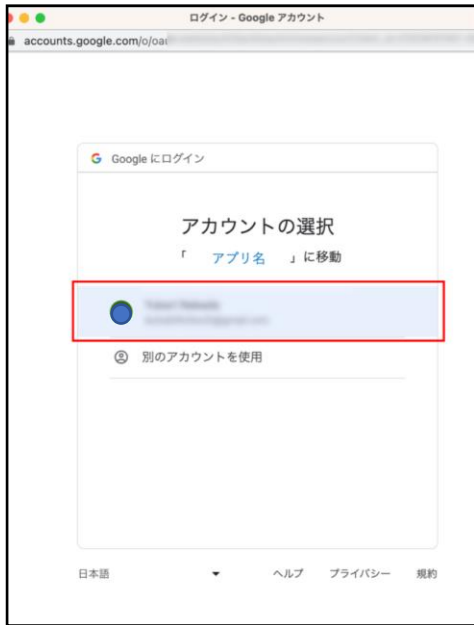 ログイン - Google アカウント
accounts.google.com/o/oau
Google にログイン
アカウントの選択
「 アプリ名 」に移動
別のアカウントを使用
日本語 ヘルプ プライバシー 規約